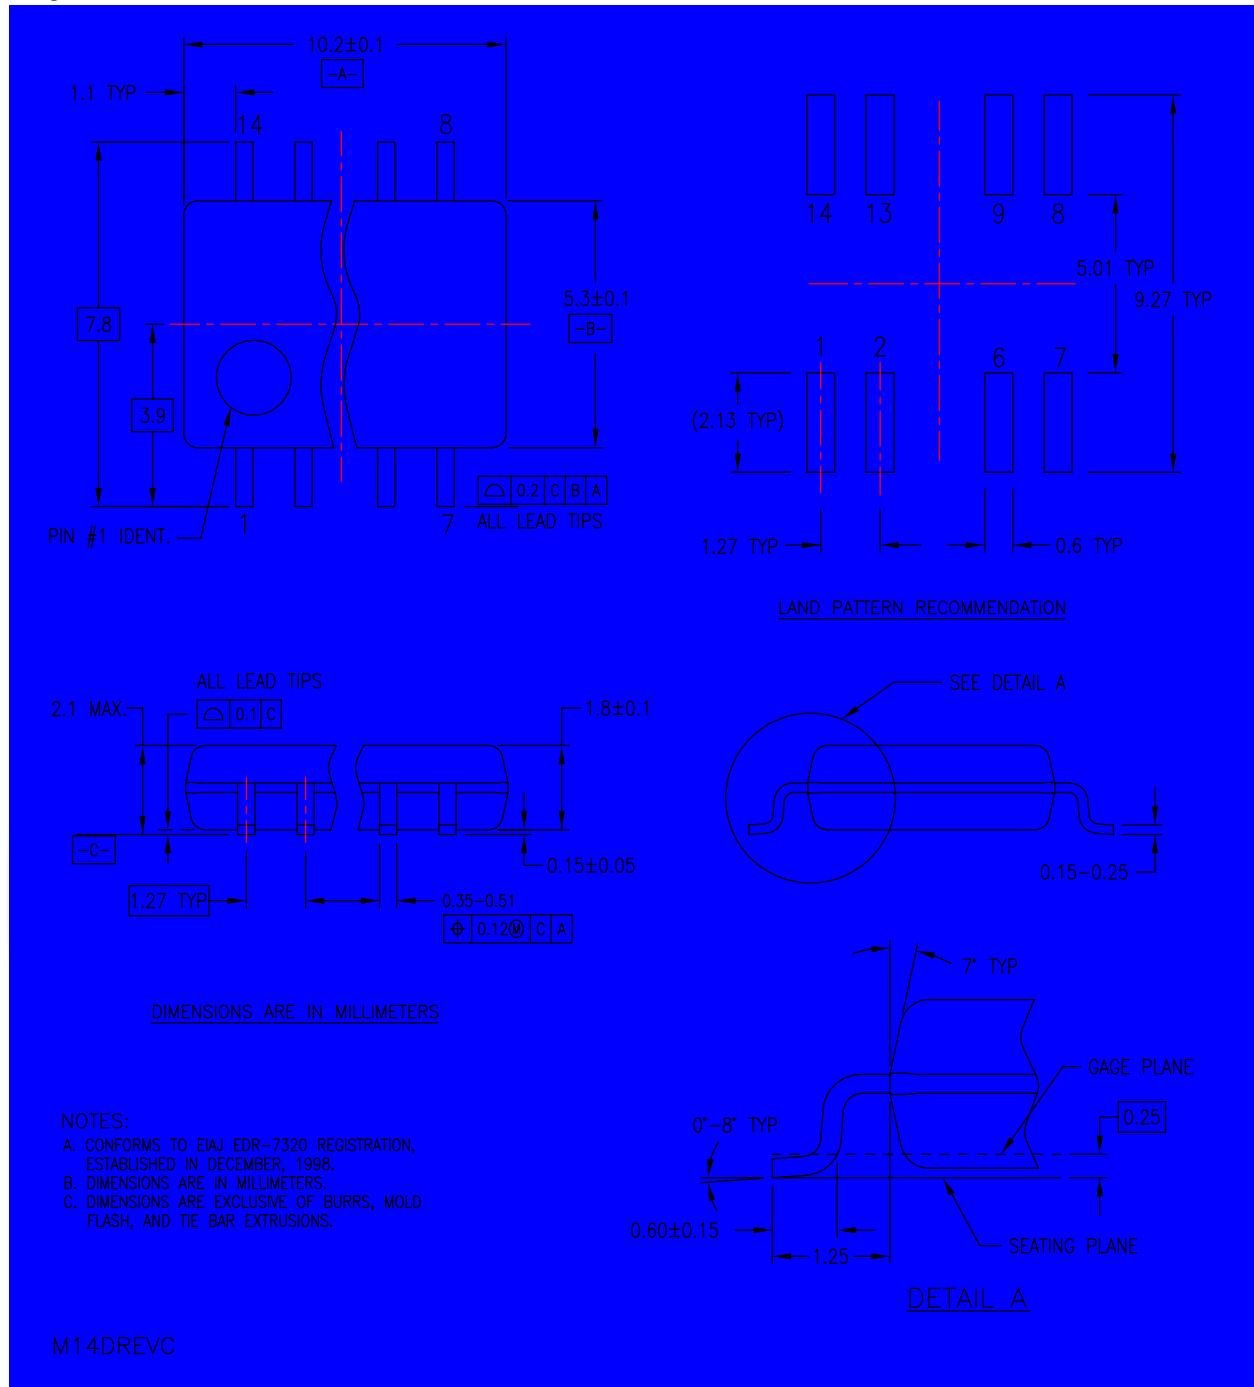 10.2±0.1
-A-
1.1 TYP
14
8
7.8
3.9
5.3±0.1
-B-
0.2 C B A
ALL LEAD TIPS
1
7
PIN #1 IDENT.
14 13 9 8
5.01 TYP
9.27 TYP
1 2 6 7
(2.13 TYP)
1.27 TYP
0.6 TYP
LAND PATTERN RECOMMENDATION
ALL LEAD TIPS
0.1 C
2.1 MAX.
1.8±0.1
-C-
0.15±0.05
1.27 TYP
0.35-0.51
⌖ 0.12Ⓜ C A
SEE DETAIL A
0.15-0.25
DIMENSIONS ARE IN MILLIMETERS
7° TYP
GAGE PLANE
0.25
0°-8° TYP
0.60±0.15
1.25
SEATING PLANE
DETAIL A
NOTES:
A. CONFORMS TO EIAJ EDR-7320 REGISTRATION,
ESTABLISHED IN DECEMBER, 1998.
B. DIMENSIONS ARE IN MILLIMETERS.
C. DIMENSIONS ARE EXCLUSIVE OF BURRS, MOLD
FLASH, AND TIE BAR EXTRUSIONS.
M14DREVC